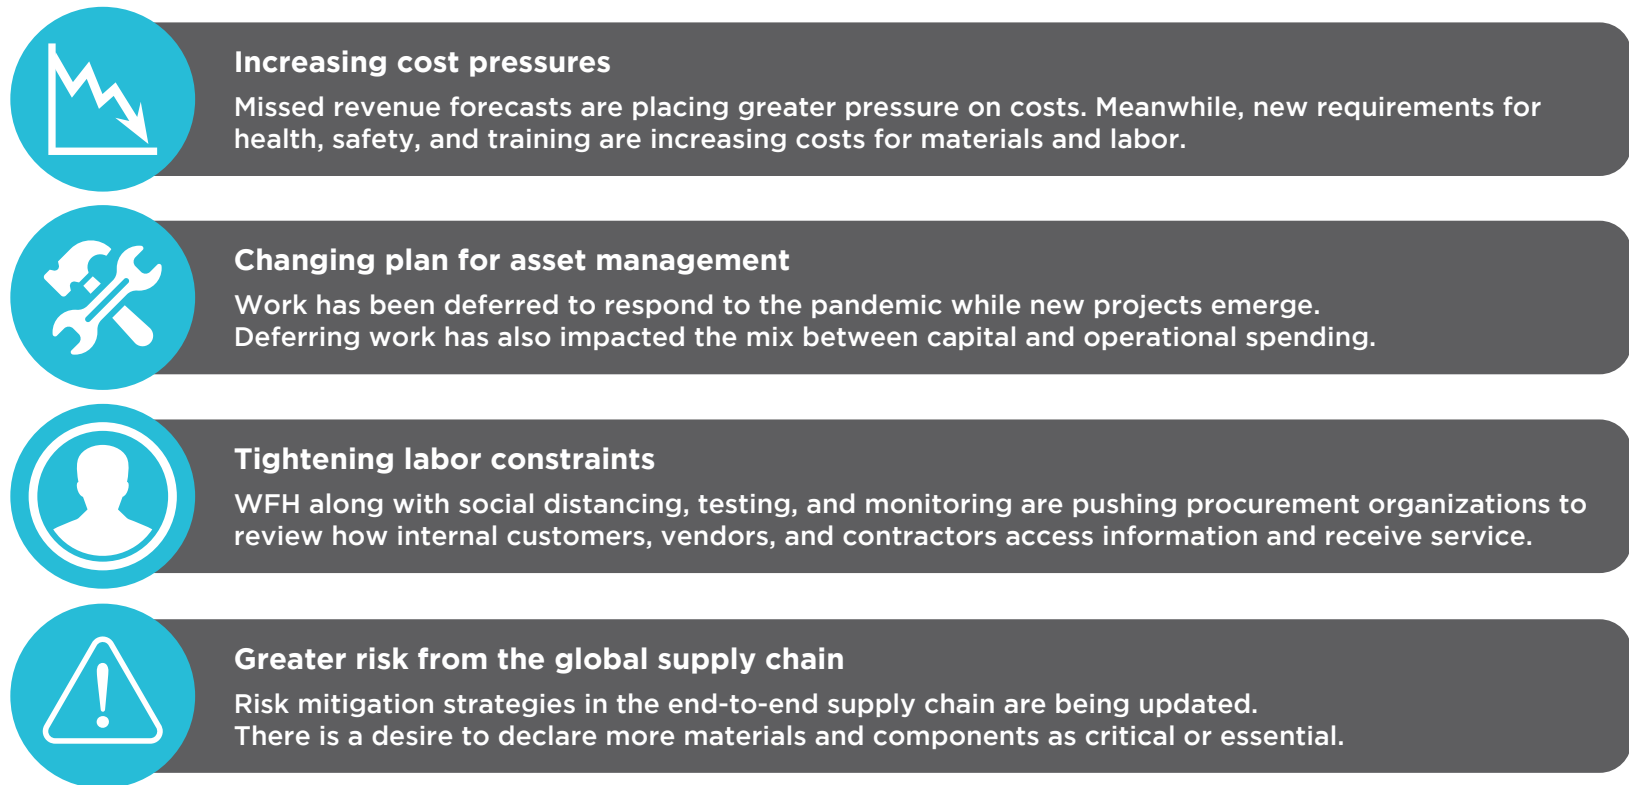 Increasing cost pressures
Missed revenue forecasts are placing greater pressure on costs. Meanwhile, new requirements for
health, safety, and training are increasing costs for materials and labor.
Changing plan for asset management
Work has been deferred to respond to the pandemic while new projects emerge.
Deferring work has also impacted the mix between capital and operational spending.
Tightening labor constraints
WFH along with social distancing, testing, and monitoring are pushing procurement organizations to
review how internal customers, vendors, and contractors access information and receive service.
Greater risk from the global supply chain
Risk mitigation strategies in the end-to-end supply chain are being updated.
There is a desire to declare more materials and components as critical or essential.